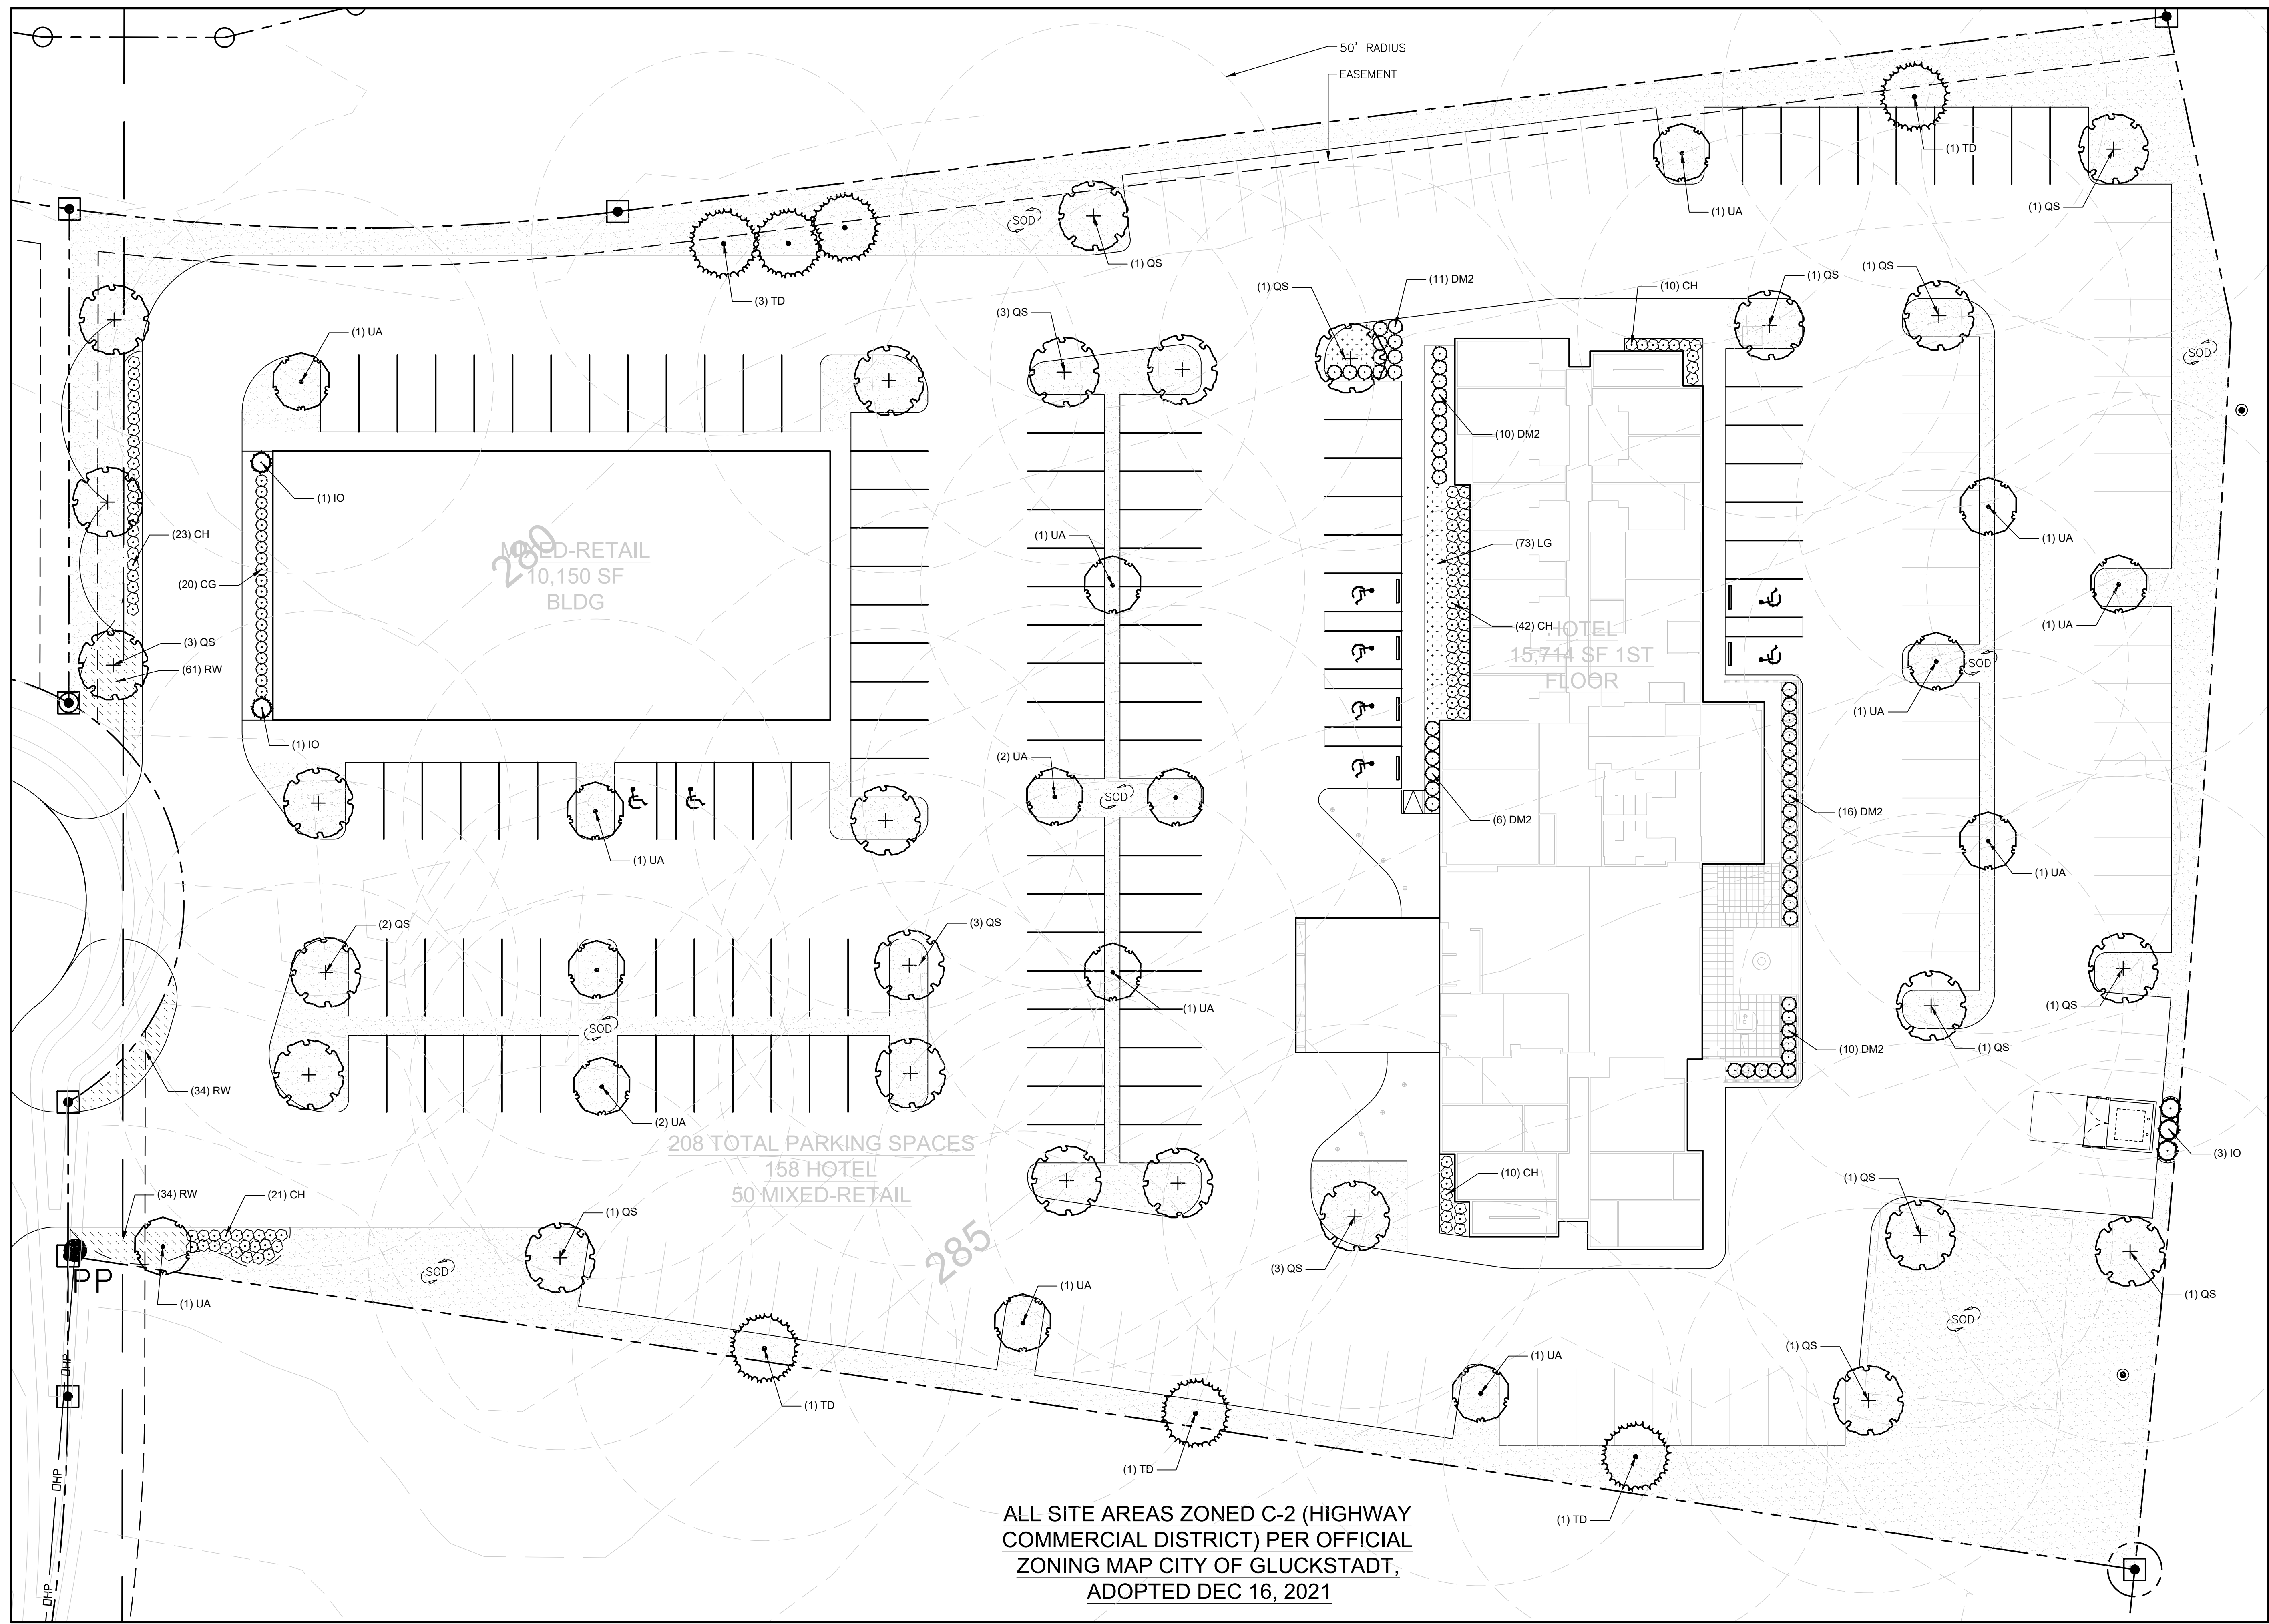 50' RADIUS
EASEMENT
(1) TD
(1) UA
(1) QS
SOD
(1) QS
(3) TD
(1) QS
(11) DM2
(10) CH
(1) QS
(1) QS
(3) QS
(1) UA
SOD
(10) DM2
(1) IO
(23) CH
(20) CG
280
MIXED-RETAIL
10,150 SF
BLDG
(1) UA
(73) LG
(1) UA
(42) CH
HOTEL
15,714 SF 1ST
FLOOR
(1) UA
(3) QS
(61) RW
SOD
(1) UA
(1) IO
(2) UA
SOD
(16) DM2
(6) DM2
(1) UA
(1) UA
(2) QS
(3) QS
(1) UA
SOD
(1) QS
(1) QS
(10) DM2
(34) RW
(2) UA
208 TOTAL PARKING SPACES
158 HOTEL
50 MIXED-RETAIL
(3) IO
(34) RW
(21) CH
(1) QS
(10) CH
(1) QS
285
SOD
(3) QS
PP
(1) UA
(1) UA
(1) QS
SOD
(1) QS
(1) UA
OHP
(1) TD
(1) TD
(1) TD
OHP
OHP
ALL SITE AREAS ZONED C-2 (HIGHWAY
COMMERCIAL DISTRICT) PER OFFICIAL
ZONING MAP CITY OF GLUCKSTADT,
ADOPTED DEC 16, 2021